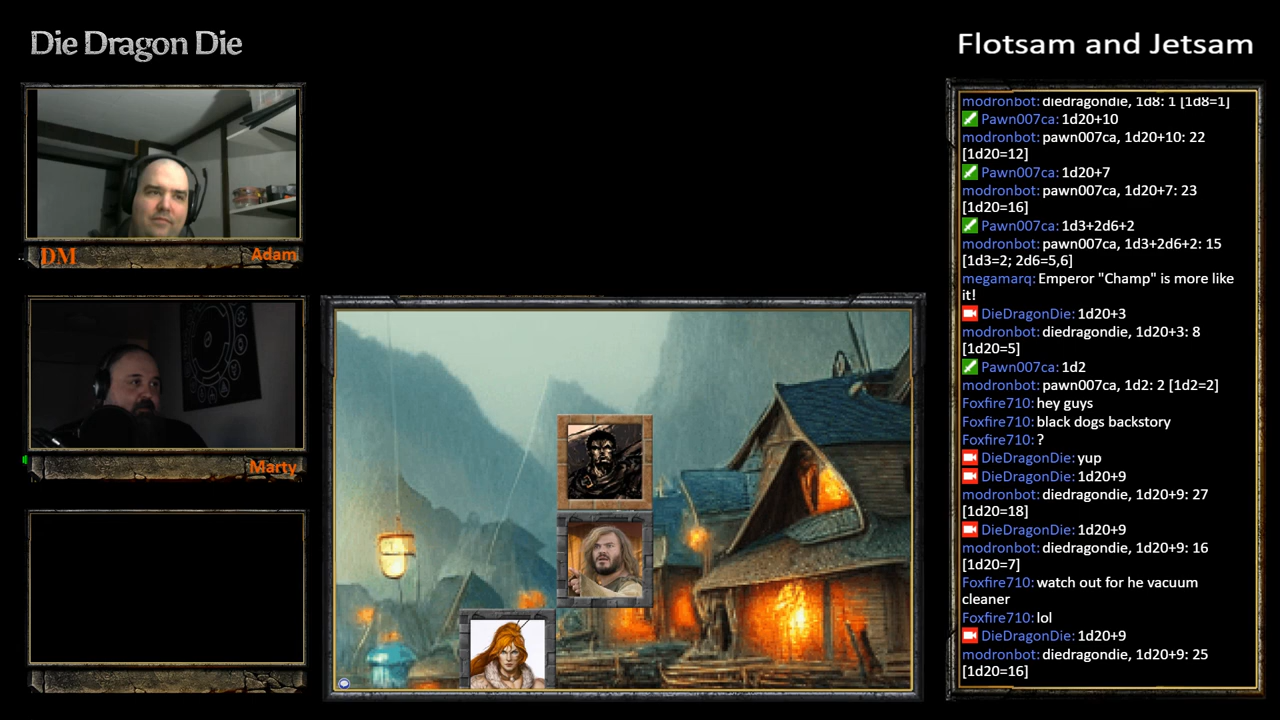 Die Dragon Die
Flotsam and Jetsam
DM
Adam
Marty
modronbot: diedragondie, 1d8: 1 [1d8=1]
Pawn007ca: 1d20+10
modronbot: pawn007ca, 1d20+10: 22
[1d20=12]
Pawn007ca: 1d20+7
modronbot: pawn007ca, 1d20+7: 23
[1d20=16]
Pawn007ca: 1d3+2d6+2
modronbot: pawn007ca, 1d3+2d6+2: 15
[1d3=2; 2d6=5,6]
megamarq: Emperor "Champ" is more like
it!
DieDragonDie: 1d20+3
modronbot: diedragondie, 1d20+3: 8
[1d20=5]
Pawn007ca: 1d2
modronbot: pawn007ca, 1d2: 2 [1d2=2]
Foxfire710: hey guys
Foxfire710: black dogs backstory
Foxfire710: ?
DieDragonDie: yup
DieDragonDie: 1d20+9
modronbot: diedragondie, 1d20+9: 27
[1d20=18]
DieDragonDie: 1d20+9
modronbot: diedragondie, 1d20+9: 16
[1d20=7]
Foxfire710: watch out for he vacuum
cleaner
Foxfire710: lol
DieDragonDie: 1d20+9
modronbot: diedragondie, 1d20+9: 25
[1d20=16]